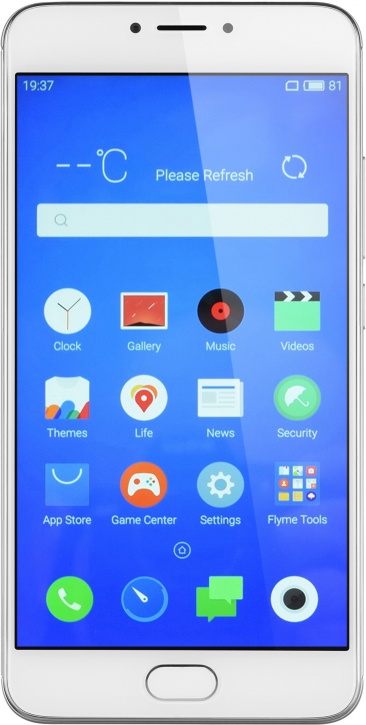 19:37 81
--°C Please Refresh
Clock Gallery Music Videos
Themes Life News Security
App Store Game Center Settings Flyme Tools